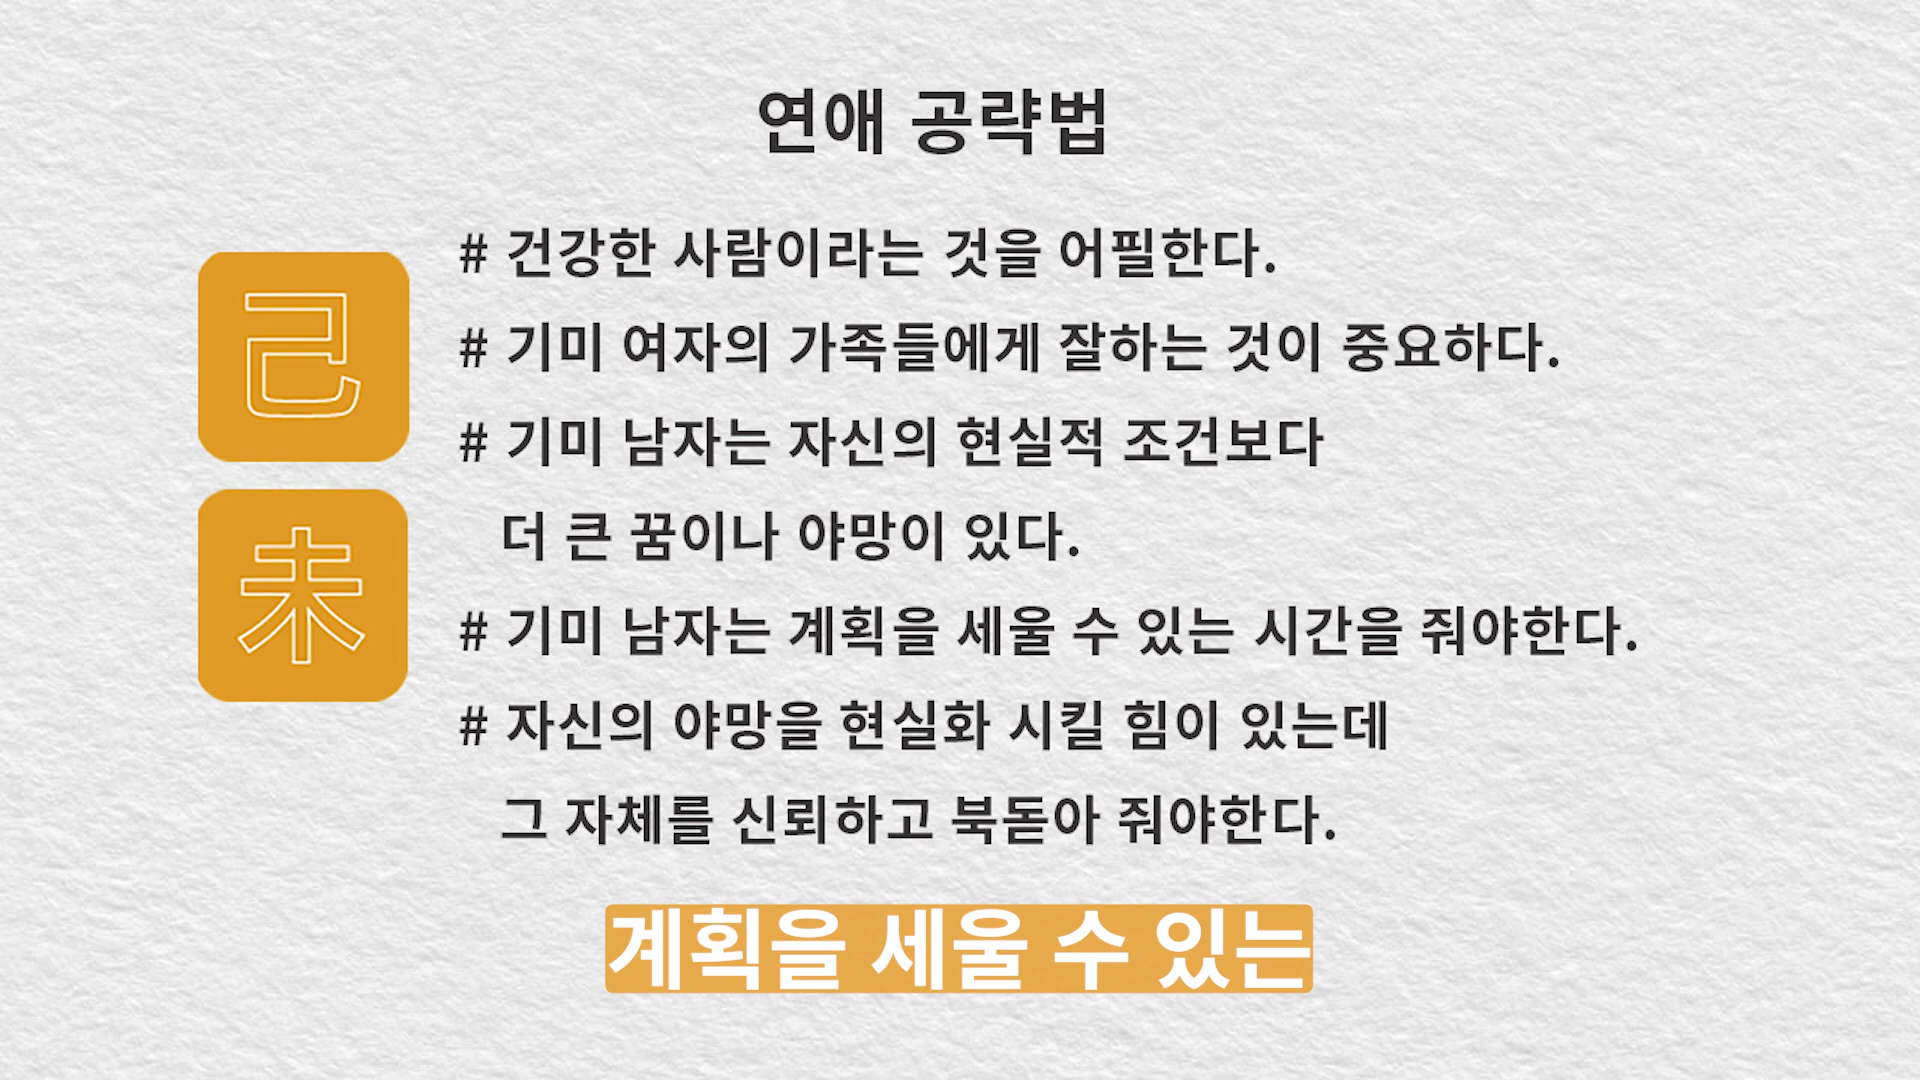 연애 공략법
己
未
# 건강한 사람이라는 것을 어필한다.
# 기미 여자의 가족들에게 잘하는 것이 중요하다.
# 기미 남자는 자신의 현실적 조건보다
더 큰 꿈이나 야망이 있다.
# 기미 남자는 계획을 세울 수 있는 시간을 줘야한다.
# 자신의 야망을 현실화 시킬 힘이 있는데
그 자체를 신뢰하고 북돋아 줘야한다.
계획을 세울 수 있는